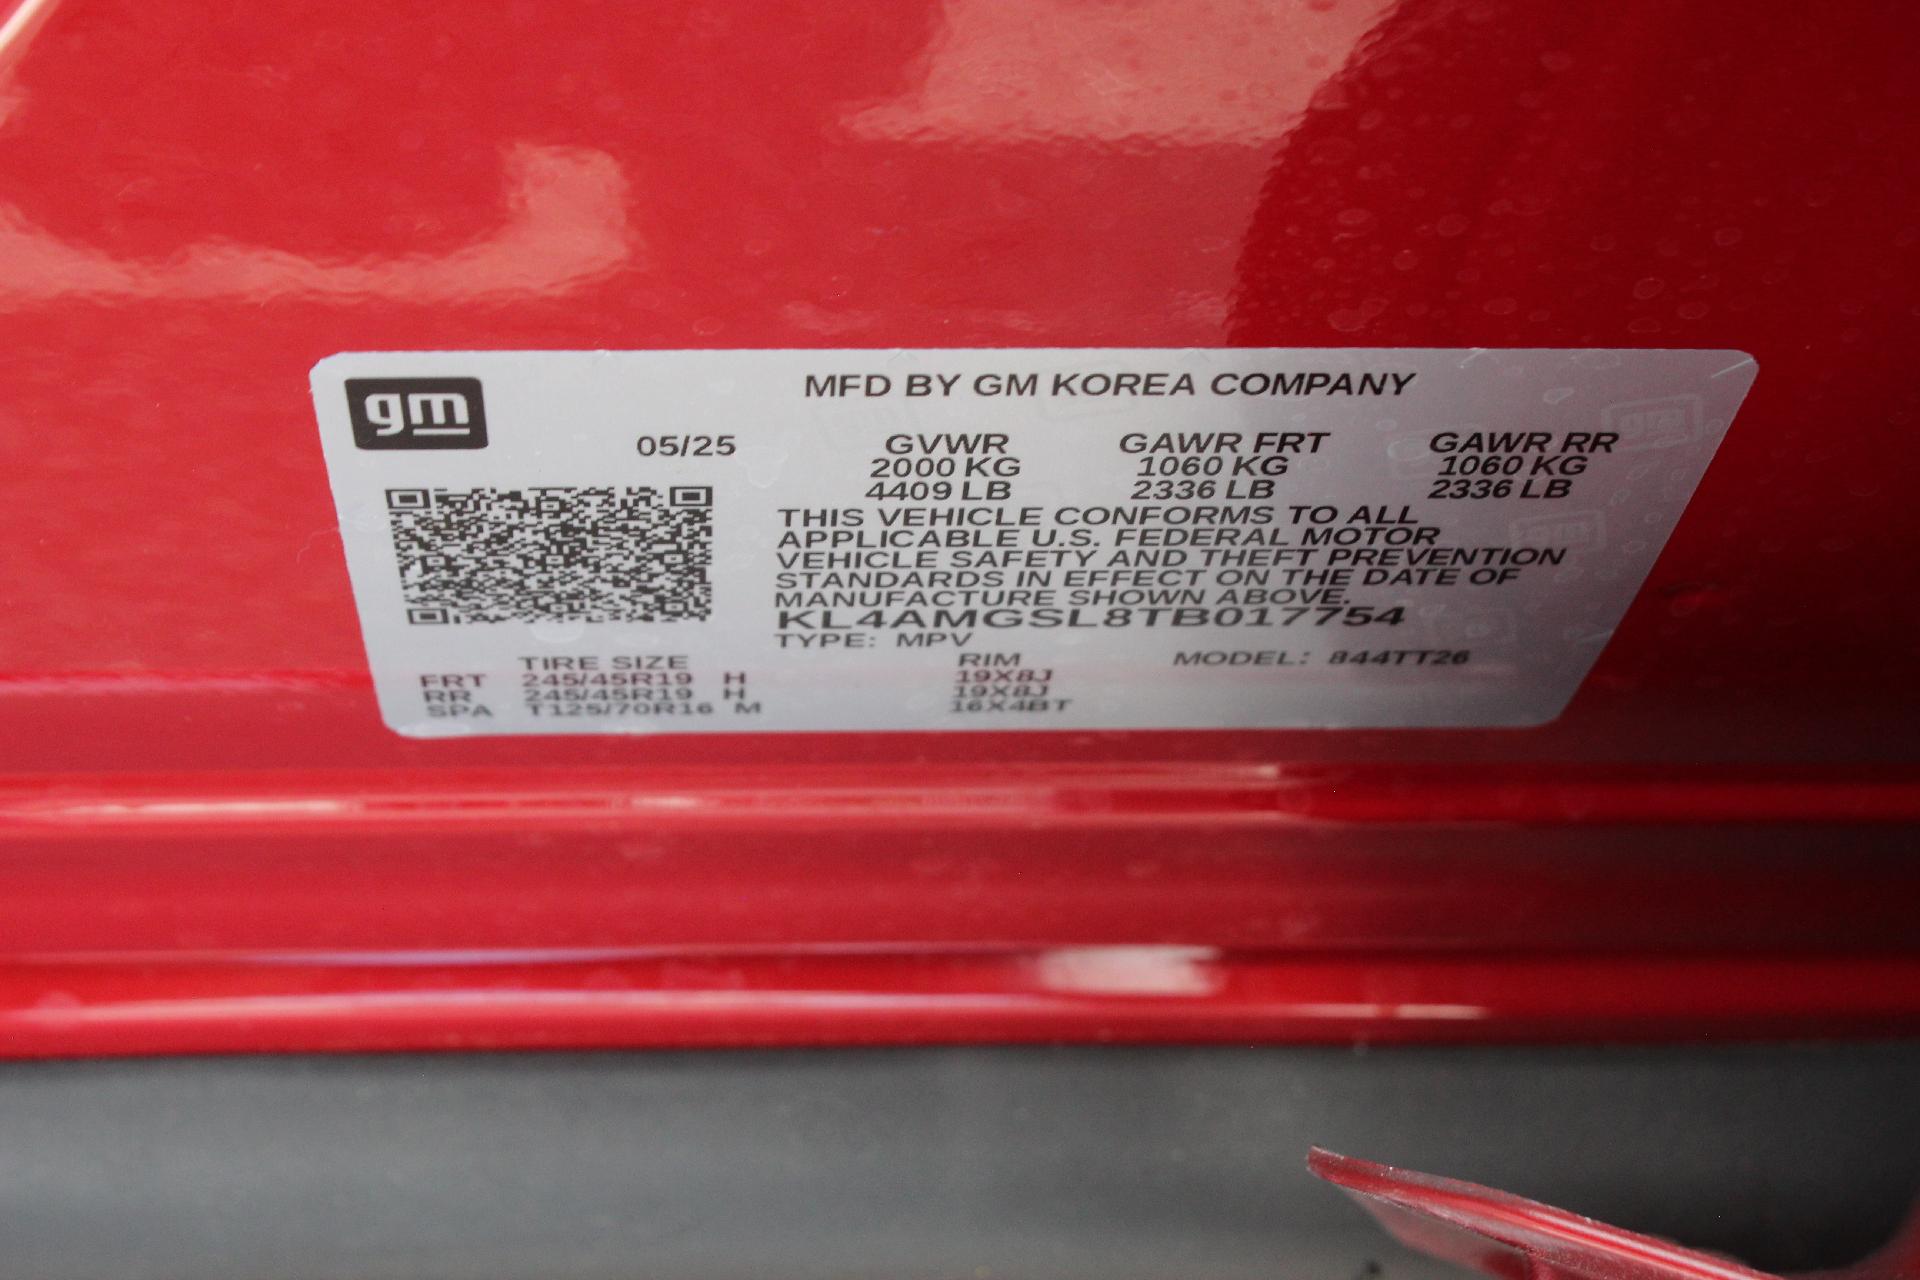 gm
MFD BY GM KOREA COMPANY
05/25 GVWR GAWR FRT GAWR RR
2000 KG 1060 KG 1060 KG
4409 LB 2336 LB 2336 LB
THIS VEHICLE CONFORMS TO ALL
APPLICABLE U.S. FEDERAL MOTOR
VEHICLE SAFETY AND THEFT PREVENTION
STANDARDS IN EFFECT ON THE DATE OF
MANUFACTURE SHOWN ABOVE.
KL4AMGSL8TB017754
TYPE: MPV
TIRE SIZE RIM MODEL: 844TT26
FRT 245/45R19 H 19X8J
RR 245/45R19 H 19X8J
SPA T125/70R16 M 16X4BT